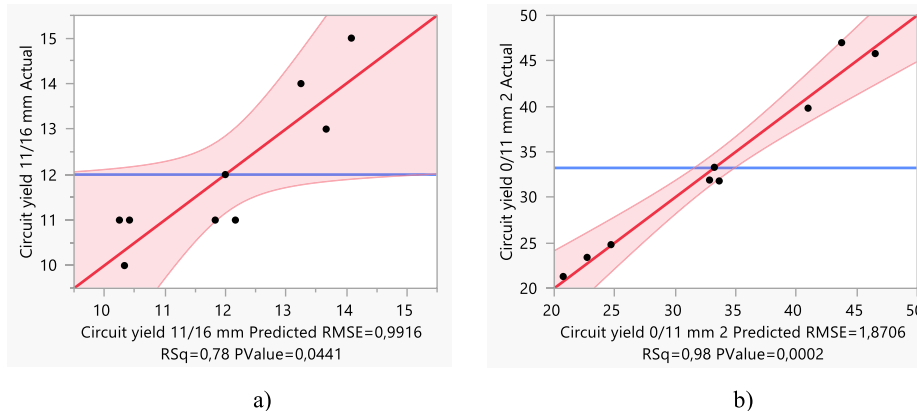 Circuit yield 11/16 mm Actual
15
14
13
12
11
10
10 11 12 13 14 15
Circuit yield 11/16 mm Predicted RMSE=0,9916
RSq=0,78 PValue=0,0441
a)
Circuit yield 0/11 mm 2 Actual
50
45
40
35
30
25
20
20 25 30 35 40 45 50
Circuit yield 0/11 mm 2 Predicted RMSE=1,8706
RSq=0,98 PValue=0,0002
b)